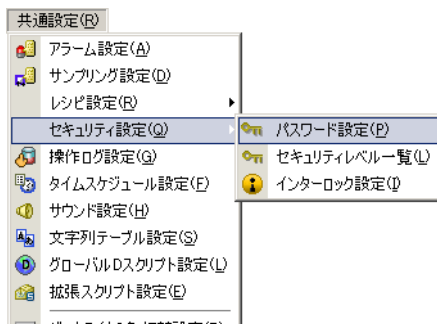 共通設定(R)
アラーム設定(A)
サンプリング設定(D)
レシピ設定(R)
セキュリティ設定(Q)
操作ログ設定(G)
タイムスケジュール設定(F)
サウンド設定(H)
文字列テーブル設定(S)
グローバルDスクリプト設定(L)
拡張スクリプト設定(E)
パスワード設定(P)
セキュリティレベル一覧(L)
インターロック設定(I